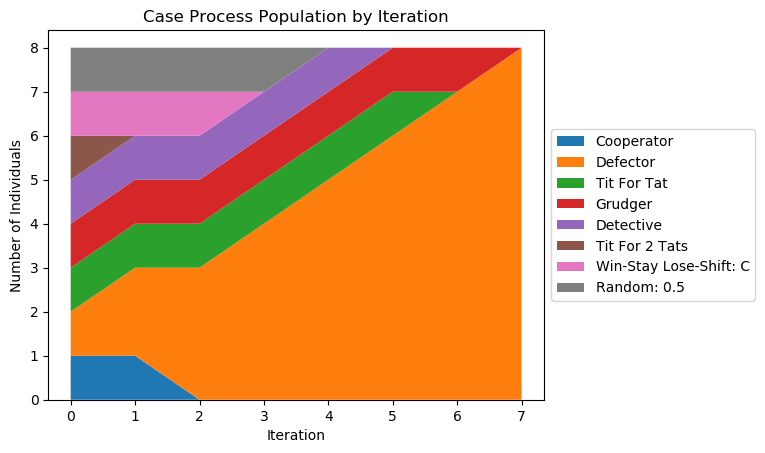 Case Process Population by Iteration
Number of Individuals
8
7
6
5
4
3
2
1
0
0 1 2 3 4 5 6 7
Iteration
Cooperator
Defector
Tit For Tat
Grudger
Detective
Tit For 2 Tats
Win-Stay Lose-Shift: C
Random: 0.5